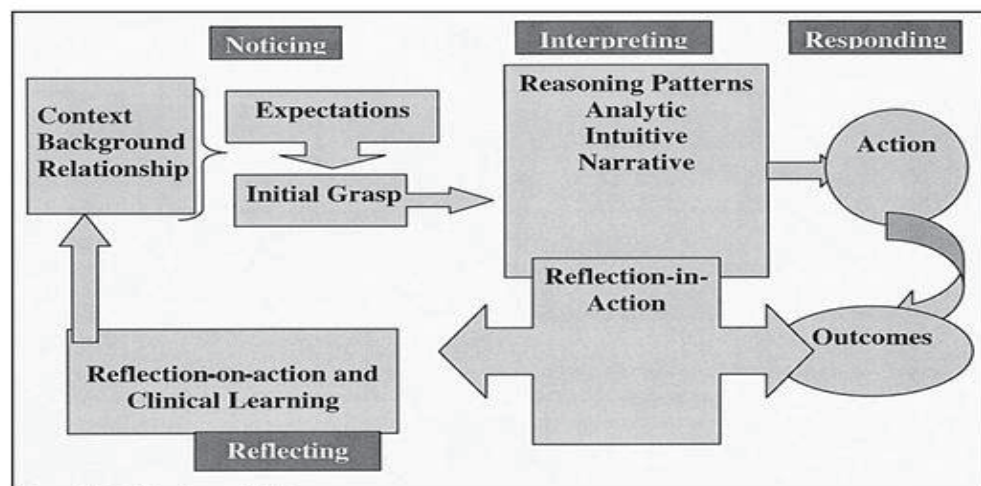 Noticing
Interpreting
Responding
Context
Background
Relationship
Expectations
Initial Grasp
Reasoning Patterns
Analytic
Intuitive
Narrative
Action
Reflection-in-
Action
Outcomes
Reflection-on-action and
Clinical Learning
Reflecting